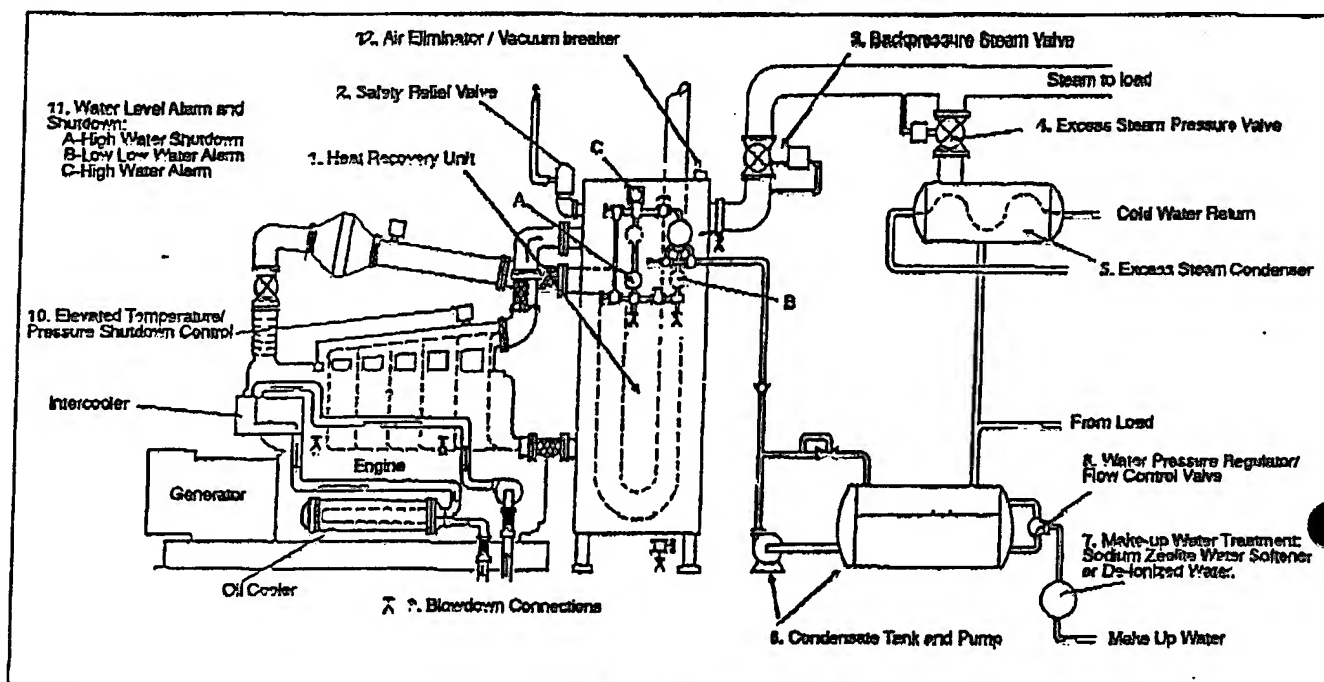 12. Air Eliminator / Vacuum breaker
3. Backpressure Steam Valve
Steam to load
11. Water Level Alarm and
Shutdown:
A-High Water Shutdown
B-Low Low Water Alarm
C-High Water Alarm
2. Safety Relief Valve
4. Excess Steam Pressure Valve
1. Heat Recovery Unit
C
A
Cold Water Return
5. Excess Steam Condenser
B
10. Elevated Temperature/
Pressure Shutdown Control
Intercooler
From Load
Engine
8. Water Pressure Regulator/
Flow Control Valve
Generator
7. Make-up Water Treatment:
Sodium Zeolite Water Softener
or De-ionized Water.
Oil Cooler
9. Blowdown Connections
6. Condensate Tank and Pump
Make Up Water